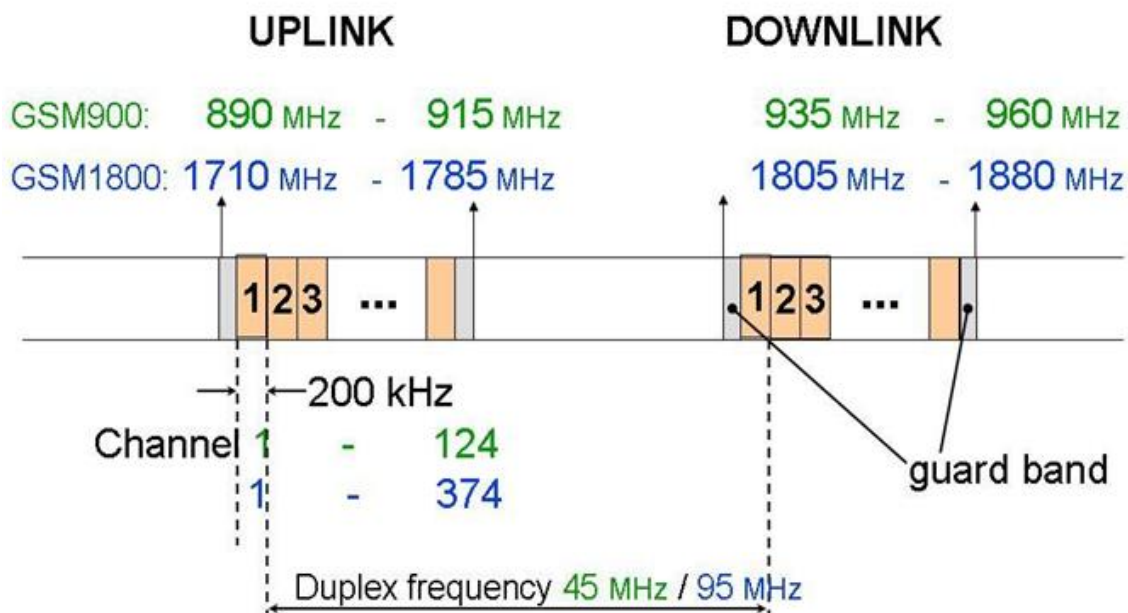 UPLINK DOWNLINK
GSM900: 890 MHz - 915 MHz 935 MHz - 960 MHz
GSM1800: 1710 MHz - 1785 MHz 1805 MHz - 1880 MHz
1 2 3 ... 1 2 3 ...
200 kHz
Channel 1 - 124
1 - 374
guard band
Duplex frequency 45 MHz / 95 MHz